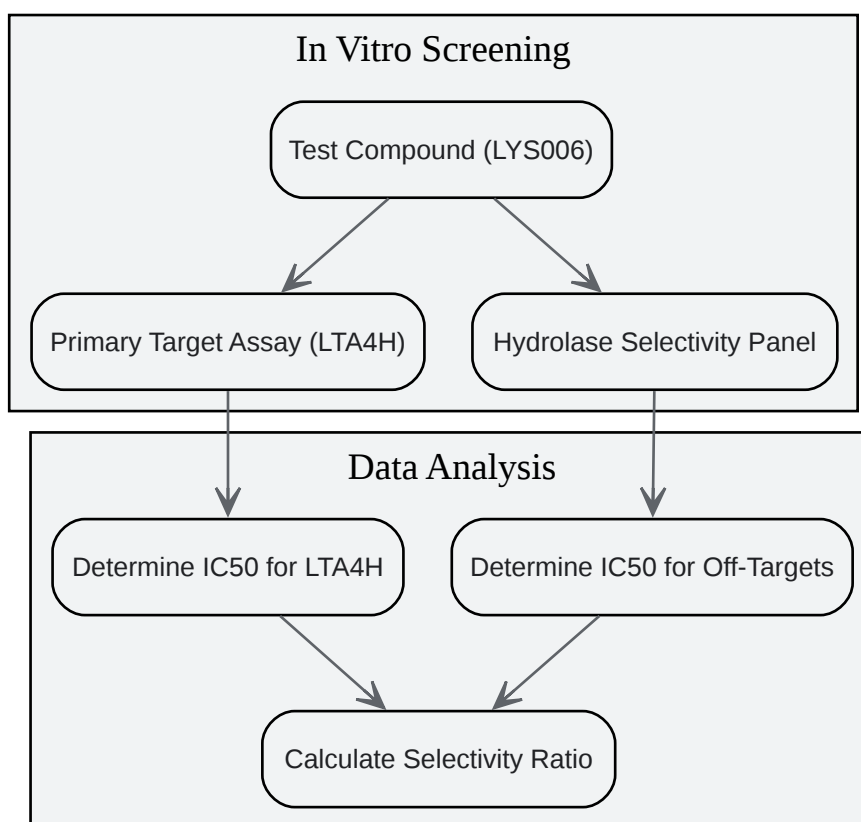 In Vitro Screening
Test Compound (LYS006)
Primary Target Assay (LTA4H)
Hydrolase Selectivity Panel
Data Analysis
Determine IC50 for LTA4H
Determine IC50 for Off-Targets
Calculate Selectivity Ratio